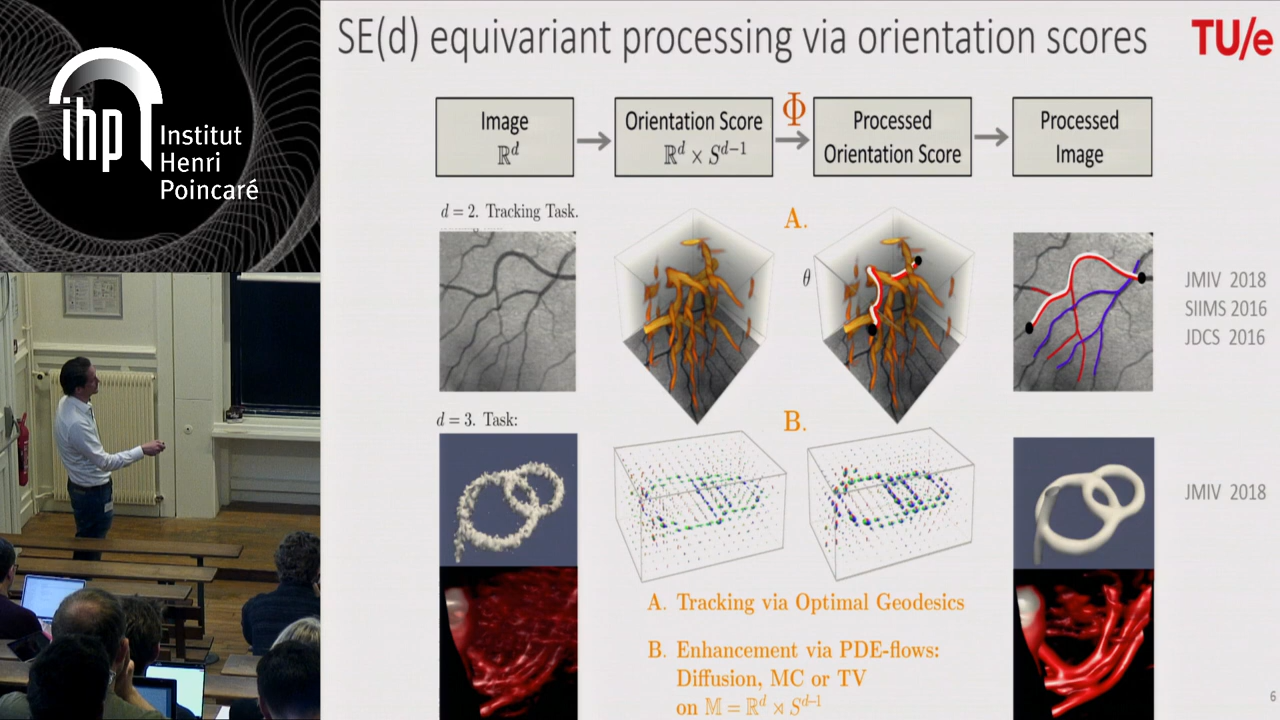 ihp Institut
Henri
Poincaré
SE(d) equivariant processing via orientation scores
TU/e
Image
ℝᵈ
Orientation Score
ℝᵈ × Sᵈ⁻¹
Φ
Processed
Orientation Score
Processed
Image
d = 2. Tracking Task.
A.
θ
JMIV 2018
SIIMS 2016
JDCS 2016
d = 3. Task:
B.
JMIV 2018
A. Tracking via Optimal Geodesics
B. Enhancement via PDE-flows:
Diffusion, MC or TV
on 𝕄 = ℝᵈ ⋊ Sᵈ⁻¹
6